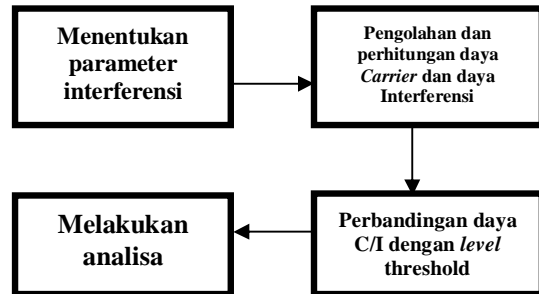 Menentukan
parameter
interferensi
Pengolahan dan
perhitungan daya
Carrier dan daya
Interferensi
Perbandingan daya
C/I dengan level
threshold
Melakukan
analisa